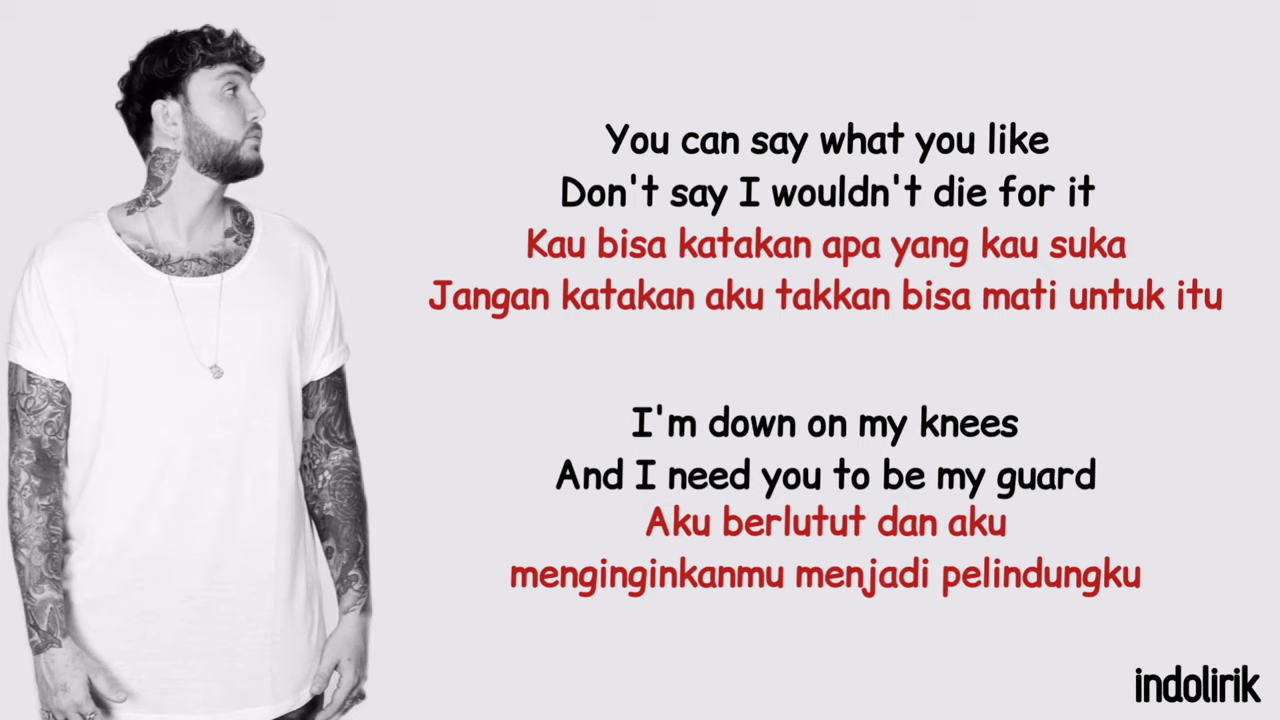 You can say what you like
Don't say I wouldn't die for it
Kau bisa katakan apa yang kau suka
Jangan katakan aku takkan bisa mati untuk itu
I'm down on my knees
And I need you to be my guard
Aku berlutut dan aku
menginginkanmu menjadi pelindungku
indolirik